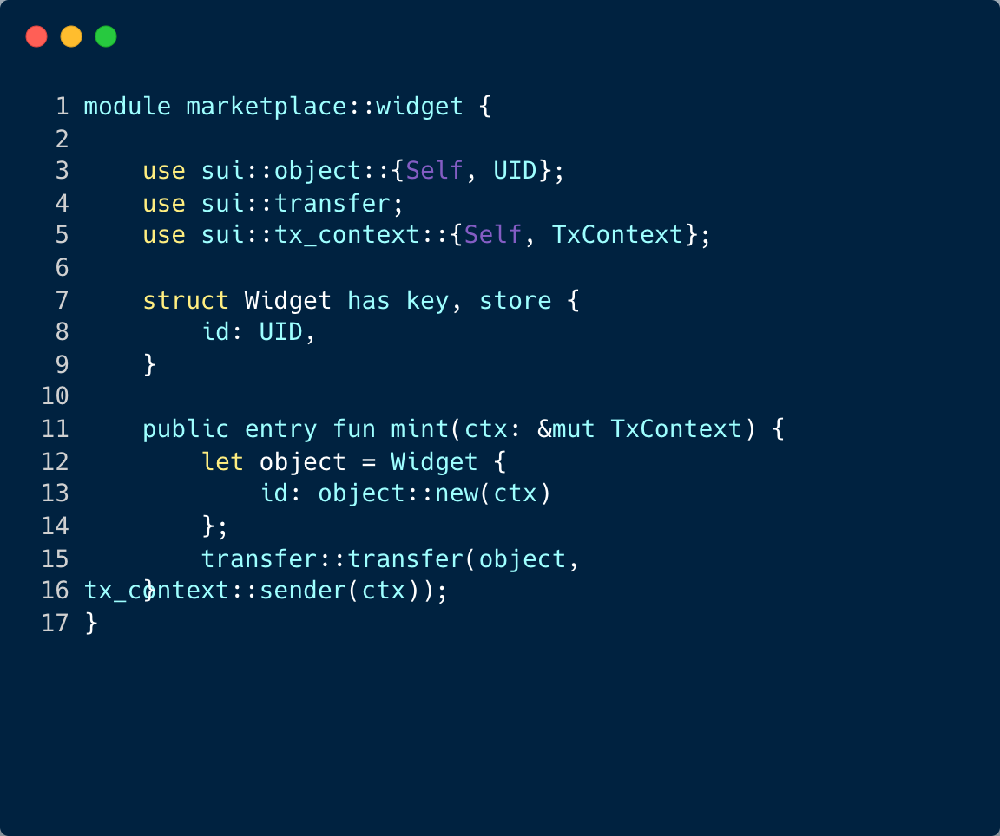 1 module marketplace::widget {
2
3     use sui::object::{Self, UID};
4     use sui::transfer;
5     use sui::tx_context::{Self, TxContext};
6
7     struct Widget has key, store {
8         id: UID,
9     }
10
11     public entry fun mint(ctx: &mut TxContext) {
12         let object = Widget {
13             id: object::new(ctx)
14         };
15         transfer::transfer(object,
tx_context::sender(ctx));
16     }
17 }